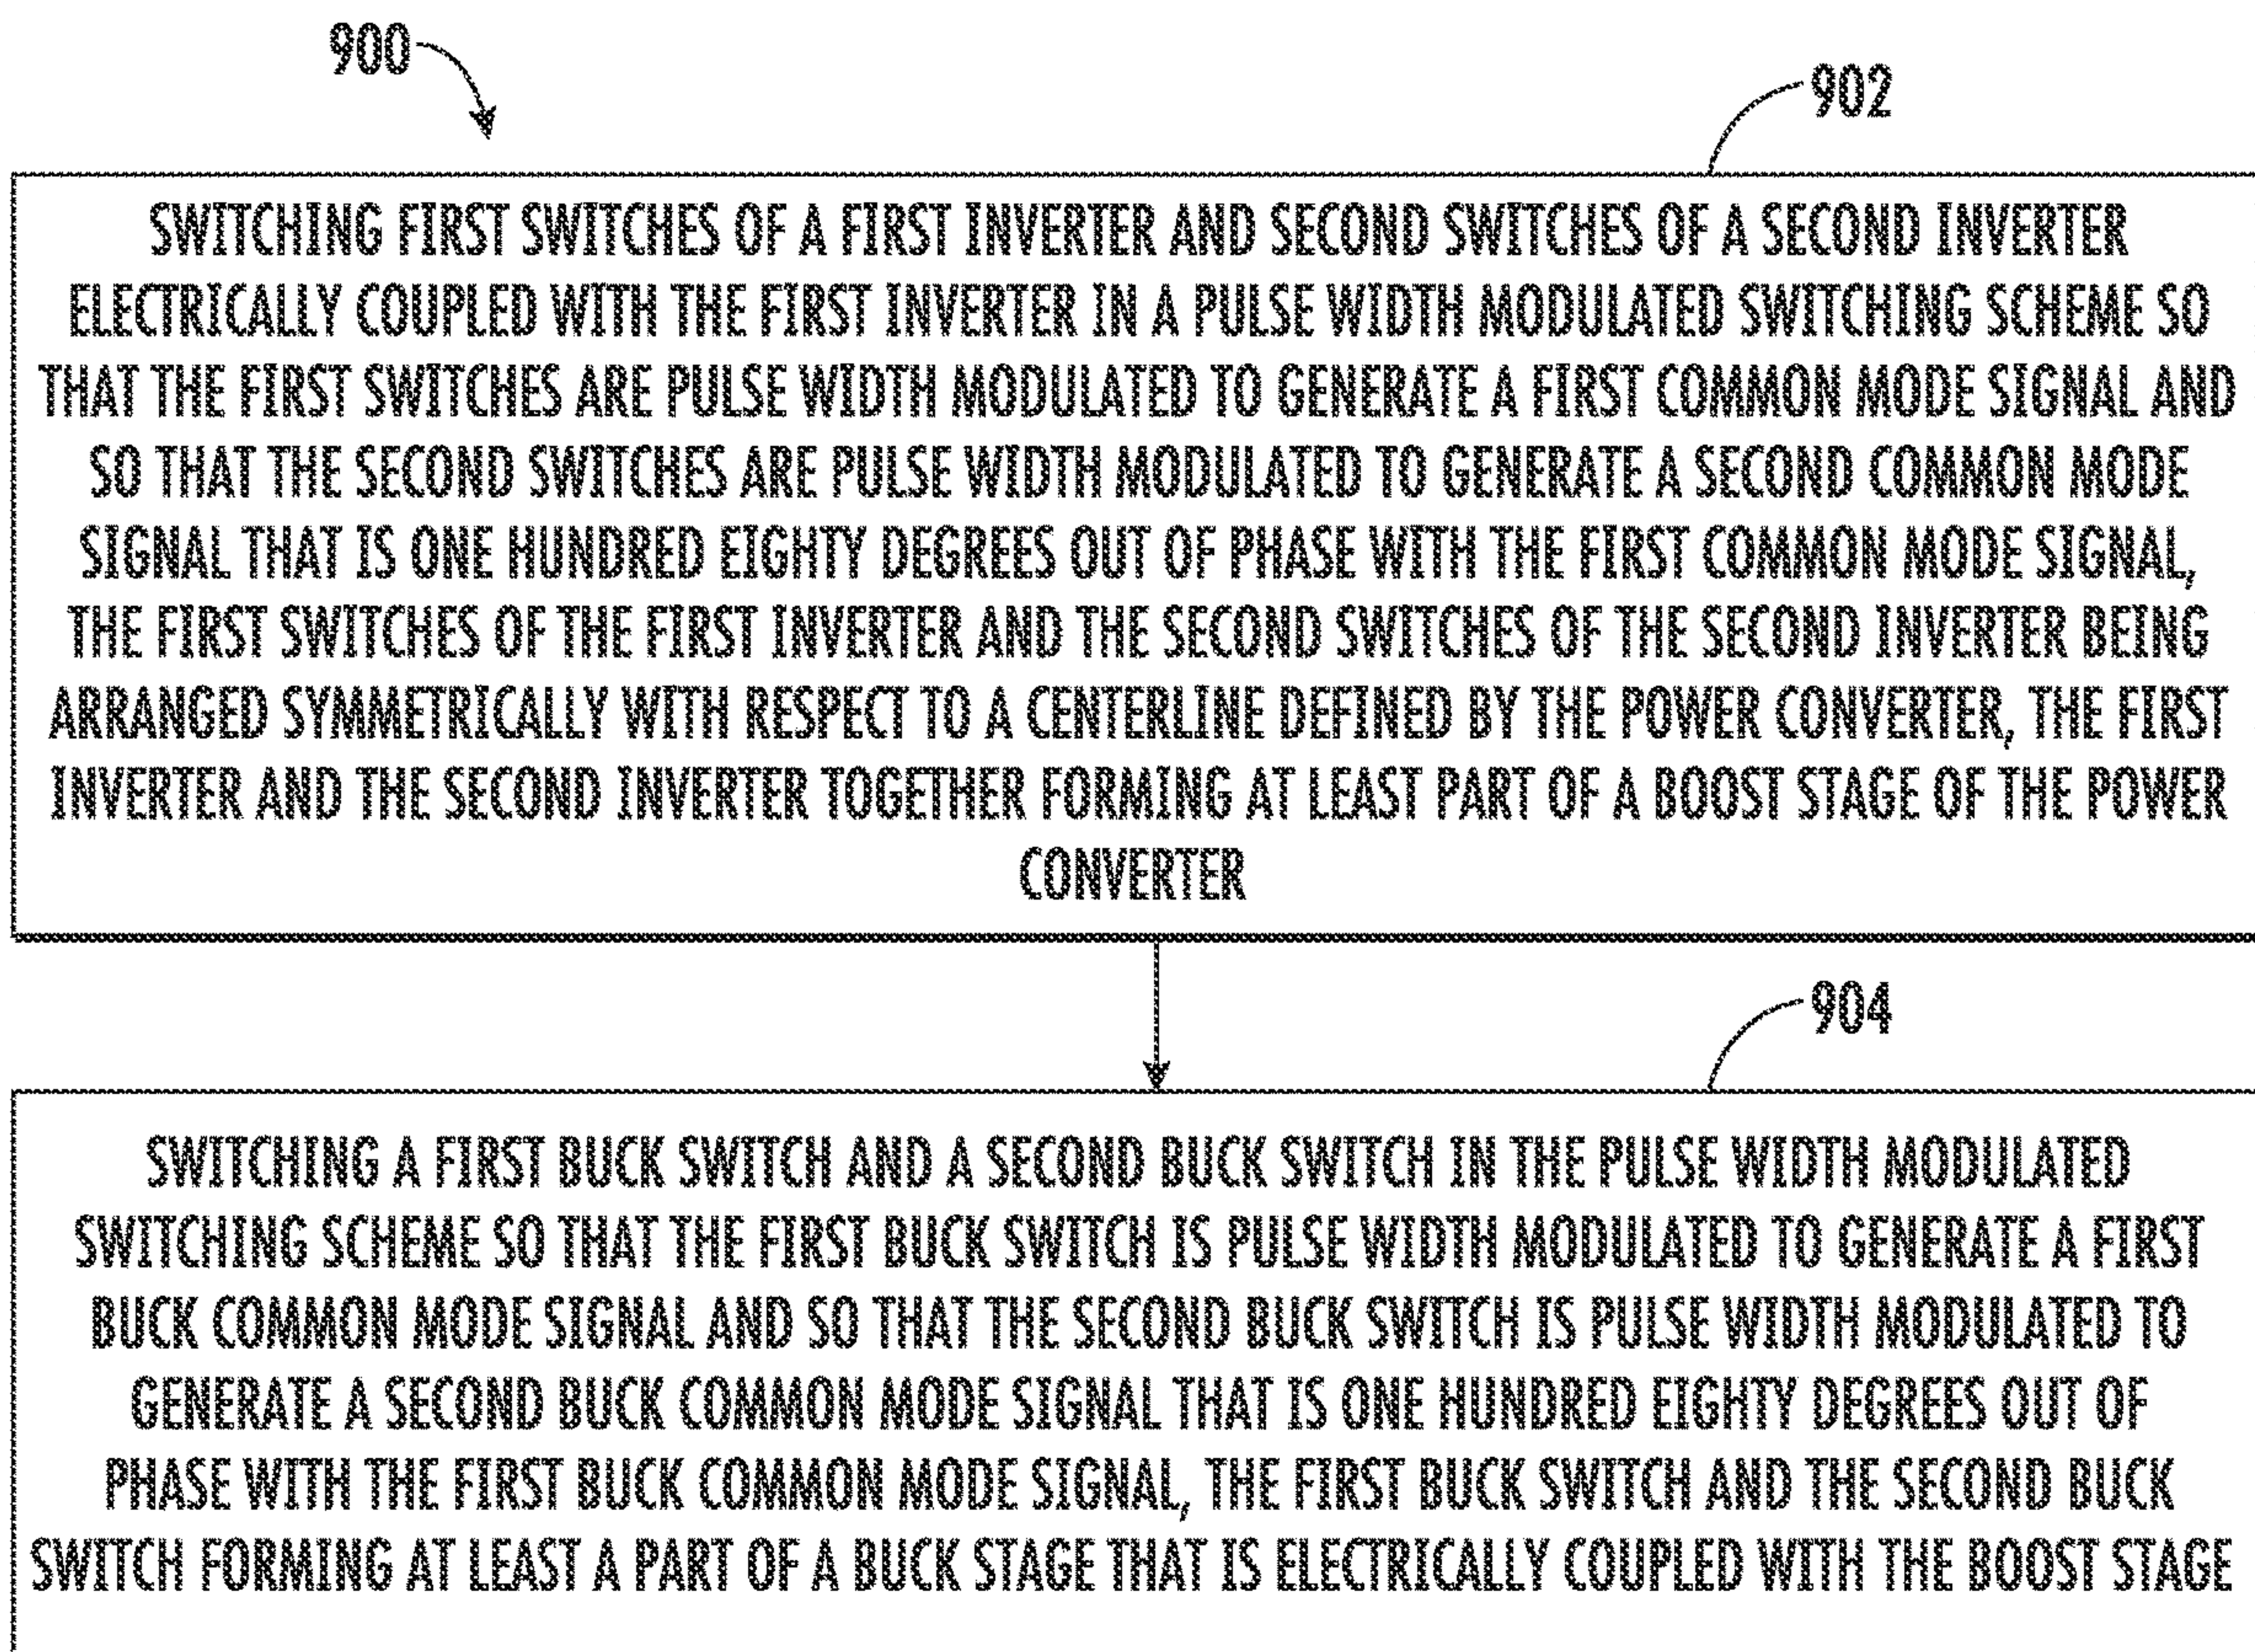 900
902
SWITCHING FIRST SWITCHES OF A FIRST INVERTER AND SECOND SWITCHES OF A SECOND INVERTER
ELECTRICALLY COUPLED WITH THE FIRST INVERTER IN A PULSE WIDTH MODULATED SWITCHING SCHEME SO
THAT THE FIRST SWITCHES ARE PULSE WIDTH MODULATED TO GENERATE A FIRST COMMON MODE SIGNAL AND
SO THAT THE SECOND SWITCHES ARE PULSE WIDTH MODULATED TO GENERATE A SECOND COMMON MODE
SIGNAL THAT IS ONE HUNDRED EIGHTY DEGREES OUT OF PHASE WITH THE FIRST COMMON MODE SIGNAL,
THE FIRST SWITCHES OF THE FIRST INVERTER AND THE SECOND SWITCHES OF THE SECOND INVERTER BEING
ARRANGED SYMMETRICALLY WITH RESPECT TO A CENTERLINE DEFINED BY THE POWER CONVERTER, THE FIRST
INVERTER AND THE SECOND INVERTER TOGETHER FORMING AT LEAST PART OF A BOOST STAGE OF THE POWER
CONVERTER
904
SWITCHING A FIRST BUCK SWITCH AND A SECOND BUCK SWITCH IN THE PULSE WIDTH MODULATED
SWITCHING SCHEME SO THAT THE FIRST BUCK SWITCH IS PULSE WIDTH MODULATED TO GENERATE A FIRST
BUCK COMMON MODE SIGNAL AND SO THAT THE SECOND BUCK SWITCH IS PULSE WIDTH MODULATED TO
GENERATE A SECOND BUCK COMMON MODE SIGNAL THAT IS ONE HUNDRED EIGHTY DEGREES OUT OF
PHASE WITH THE FIRST BUCK COMMON MODE SIGNAL, THE FIRST BUCK SWITCH AND THE SECOND BUCK
SWITCH FORMING AT LEAST A PART OF A BUCK STAGE THAT IS ELECTRICALLY COUPLED WITH THE BOOST STAGE